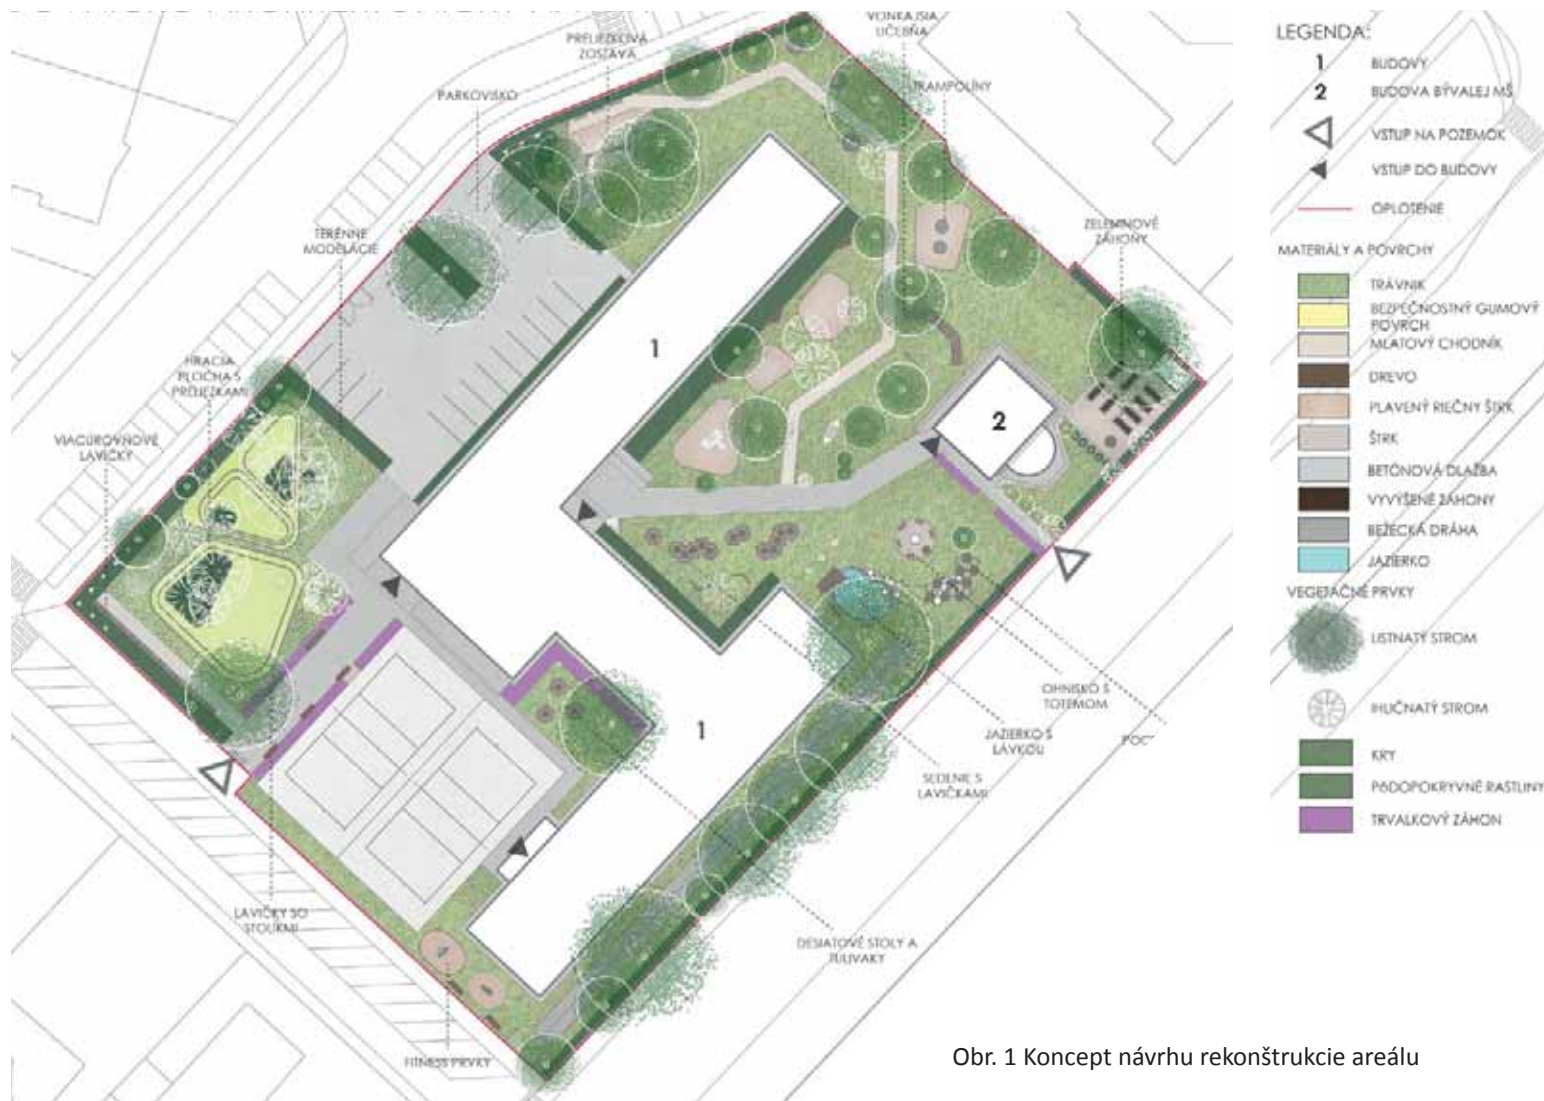 VONKAJŠIA
UČEBŇA
PRELIEZKOVÁ
ZOSTAVA
PARKOVISKO
TRAMPOLÍNY
TERÉNNE
MODELÁCIE
ZELENINOVÉ
ZÁHONY
HRACIA
PLOCHA S
PRELIEZKAMI
VIACÚROVŇOVÉ
LAVIČKY
1
2
1
OHNISKO S
TOTEMOM
JAZIERKO S
LÁVKOU
SEDENIE S
LAVIČKAMI
LAVIČKY SO
STOLÍKMI
DESIATOVÉ STOLY A
TULIVAKY
FITNESS PRVKY
LEGENDA:
1 BUDOVY
2 BUDOVA BÝVALEJ MŠ
VSTUP NA POZEMOK
VSTUP DO BUDOVY
OPLOTENIE
MATERIÁLY A POVRCHY
TRÁVNIK
BEZPEČNOSTNÝ GUMOVÝ
POVRCH
MLATOVÝ CHODNÍK
DREVO
PLAVENÝ RIEČNY ŠTRK
ŠTRK
BETÓNOVÁ DLAŽBA
VYVÝŠENÉ ZÁHONY
BEŽECKÁ DRÁHA
JAZIERKO
VEGETAČNÉ PRVKY
LISTNATÝ STROM
IHLIČNATÝ STROM
KRY
PÔDOPOKRYVNÉ RASTLINY
TRVALKOVÝ ZÁHON
Obr. 1 Koncept návrhu rekonštrukcie areálu